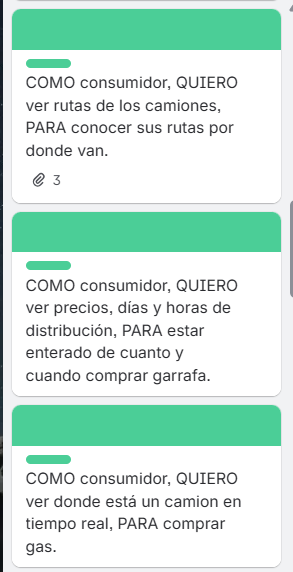 COMO consumidor, QUIERO
ver rutas de los camiones,
PARA conocer sus rutas por
donde van.
3
COMO consumidor, QUIERO
ver precios, días y horas de
distribución, PARA estar
enterado de cuanto y
cuando comprar garrafa.
COMO consumidor, QUIERO
ver donde está un camion en
tiempo real, PARA comprar
gas.